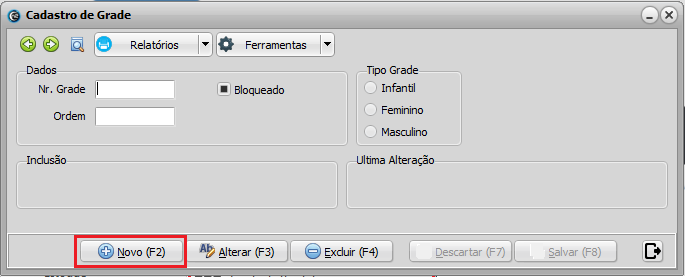 Cadastro de Grade
Relatórios
Ferramentas
Dados
Nr. Grade
Bloqueado
Ordem
Tipo Grade
Infantil
Feminino
Masculino
Inclusão
Ultima Alteração
Novo (F2)
Alterar (F3)
Excluir (F4)
Descartar (F7)
Salvar (F8)